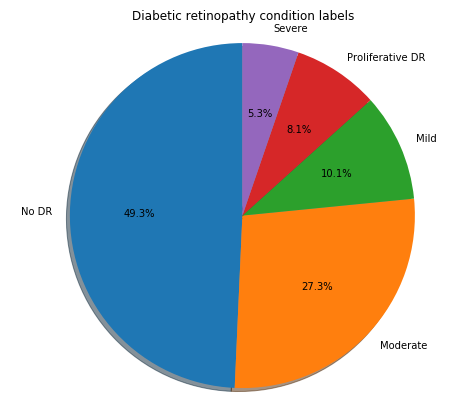 Diabetic retinopathy condition labels
Severe
Proliferative DR
5.3%
8.1%
Mild
10.1%
No DR
49.3%
27.3%
Moderate